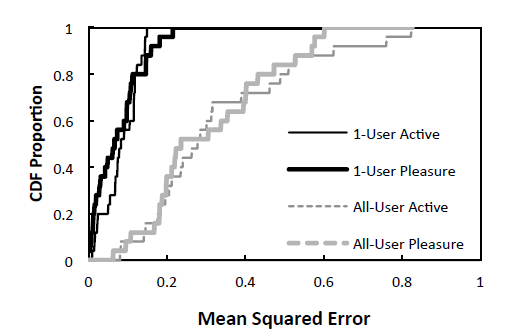 1
0.8
0.6
0.4
0.2
0
CDF Proportion
1-User Active
1-User Pleasure
All-User Active
All-User Pleasure
0 0.2 0.4 0.6 0.8 1
Mean Squared Error